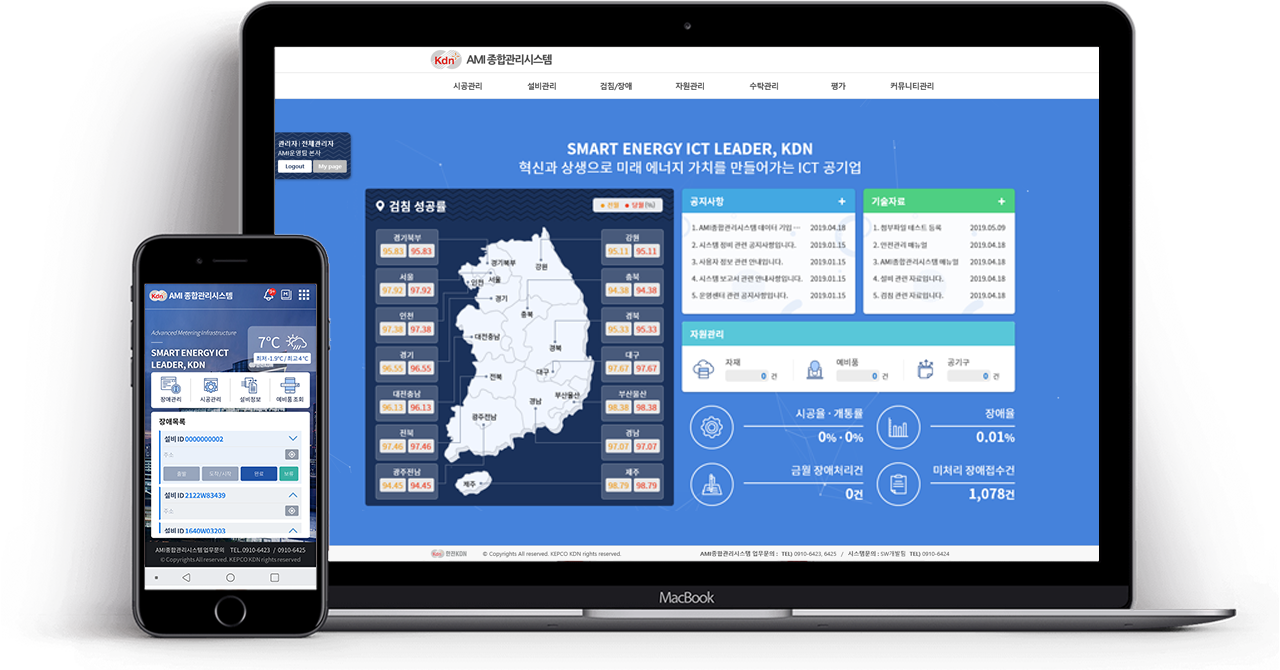 Kdn AMI 종합관리시스템
시공관리 설비관리 검침/장애 자원관리 수탁관리 평가 커뮤니티관리
관리자 | 전체관리자
AMI운영팀 본사
Logout My page
SMART ENERGY ICT LEADER, KDN
혁신과 상생으로 미래 에너지 가치를 만들어가는 ICT 공기업
검침 성공률
전월 당월 (%)
경기북부
95.83 95.83
서울
97.92 97.92
인천
97.38 97.38
경기
96.55 96.55
대전충남
96.13 96.13
전북
97.46 97.46
광주전남
94.45 94.45
경기북부
강원
인천 서울
경기
충북
대전충남
경북
전북
대구
경남
부산울산
광주전남
제주
강원
95.11 95.11
충북
94.38 94.38
경북
95.33 95.33
대구
97.67 97.67
부산울산
98.38 98.38
경남
97.07 97.07
제주
98.79 98.79
공지사항 +
1. AMI종합관리시스템 데이터 기입 ··· 2019.04.18
2. 시스템 장비 관련 공지사항입니다. 2019.01.15
3. 사용자 정보 관련 안내입니다. 2019.01.15
4. 시스템 보고서 관련 안내사항입니다. 2019.01.15
5. 운영센터 관련 공지사항입니다. 2019.01.15
기술자료 +
1. 첨부파일 테스트 등록 2019.05.09
2. 안전관리 매뉴얼 2019.04.18
3. AMI종합관리시스템 매뉴얼 2019.04.18
4. 설비 관련 자료입니다. 2019.04.18
5. 검침 관련 자료입니다. 2019.04.18
자원관리
자재 0 건
예비품 0 건
공기구 0 건
시공율 · 개통률
0% · 0%
장애율
0.01%
금월 장애처리건
0건
미처리 장애접수건
1,078건
Kdn 한전KDN © Copyrights All reserved. KEPCO KDN rights reserved. AMI종합관리시스템 업무문의 : TEL) 0910-6423, 6425 / 시스템문의 : SW개발팀 TEL) 0910-6424
MacBook
Kdn AMI 종합관리시스템
Advanced Metering Infrastructure
SMART ENERGY ICT
LEADER, KDN
7°C
최저 -1.9°C / 최고 4°C
장애관리 시공관리 설비정보 예비품 조회
장애목록
설비 ID 0000000002
주소
출발 도착/시작 완료 보류
설비 ID 2122W83439
주소
설비 ID 1640W03203
AMI종합관리시스템 업무문의 TEL. 0910-6423 / 0910-6425
© Copyrights All reserved. KEPCO KDN rights reserved